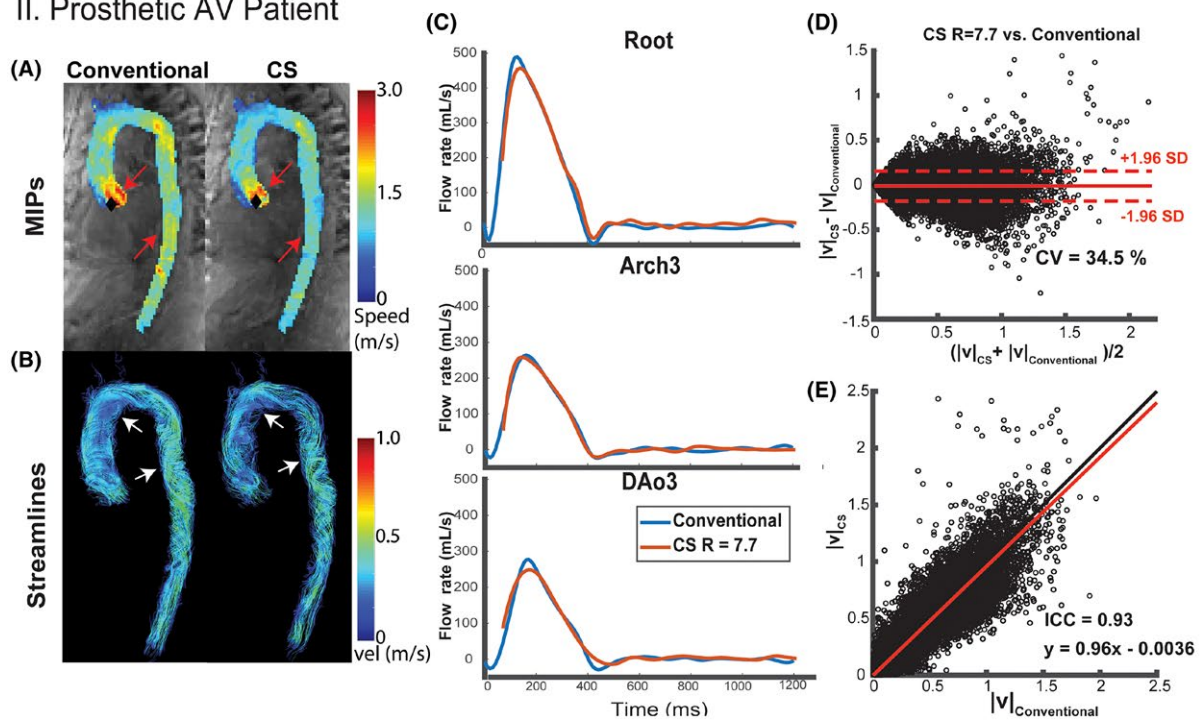 II. Prosthetic AV Patient
(A)
Conventional
CS
MIPs
3.0
1.5
0
Speed
(m/s)
(B)
Streamlines
1.0
0.5
0
vel (m/s)
(C)
Root
Flow rate (mL/s)
500
400
300
200
100
0
0
Arch3
Flow rate (mL/s)
500
400
300
200
100
0
DAo3
Flow rate (mL/s)
500
400
300
200
100
0
Conventional
CS R = 7.7
0 200 400 600 800 1000 1200
Time (ms)
(D)
CS R=7.7 vs. Conventional
|v|CS- |v|Conventional
1.5
1
0.5
0
-0.5
-1
-1.5
+1.96 SD
-1.96 SD
CV = 34.5 %
0 0.5 1 1.5 2
(|v|CS+ |v|Conventional )/2
(E)
|v|CS
2.5
2
1.5
1
0.5
0
ICC = 0.93
y = 0.96x - 0.0036
0 0.5 1 1.5 2.0 2.5
|v|Conventional